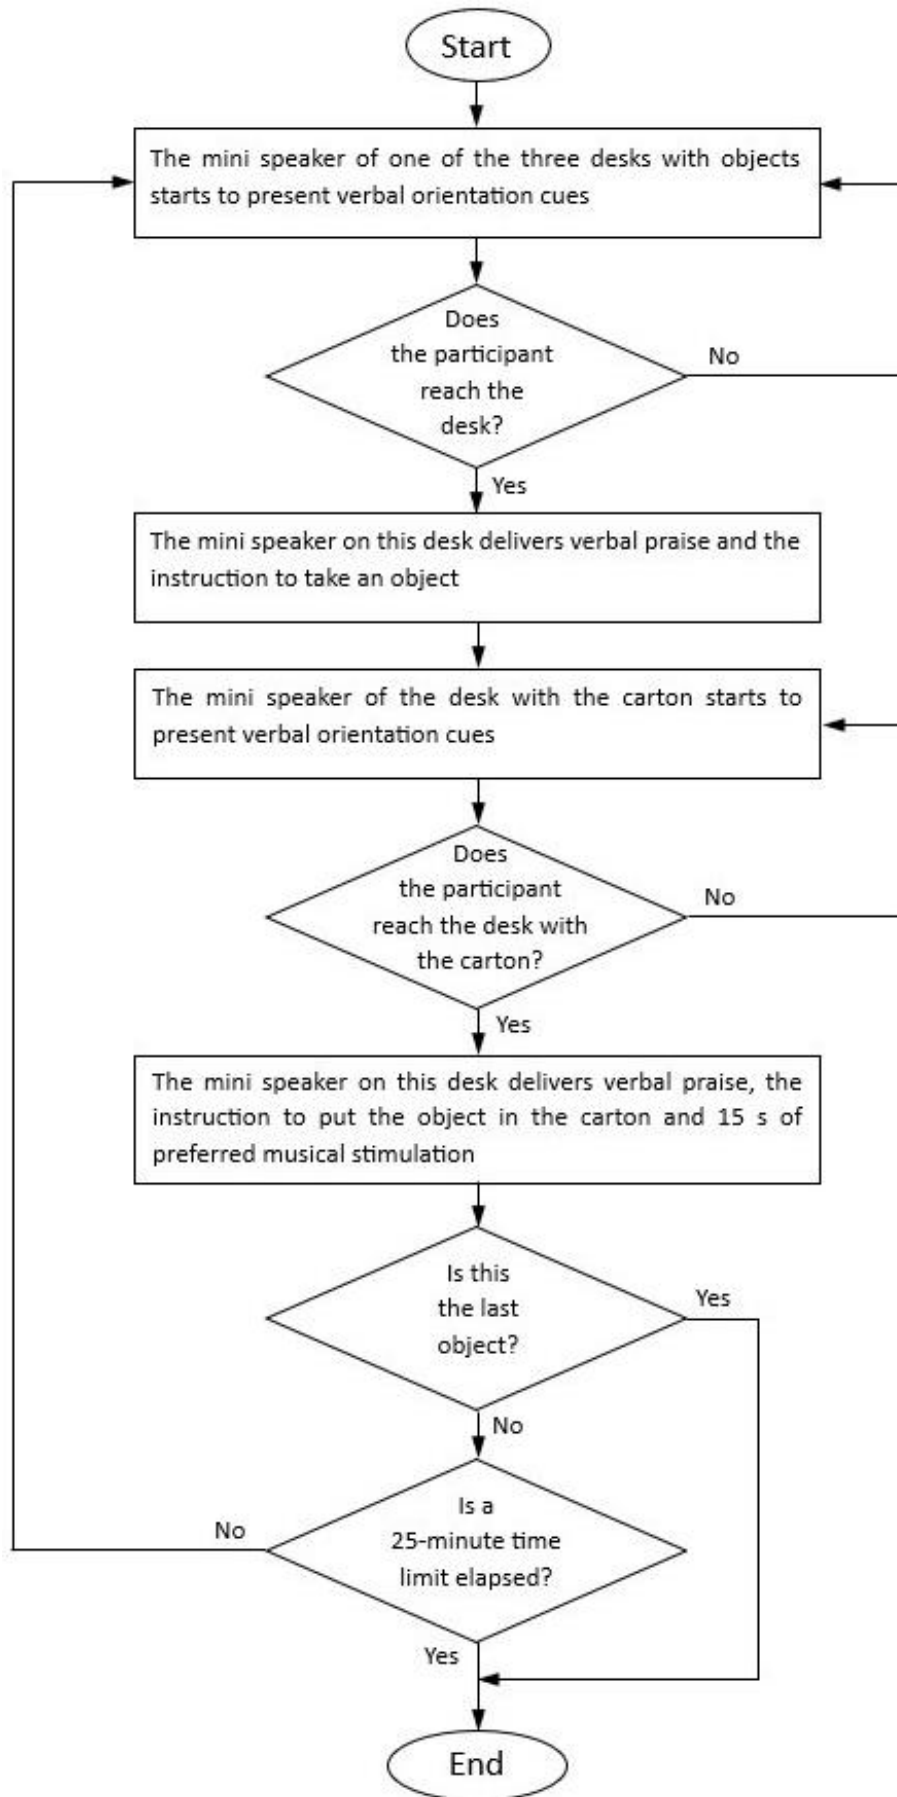 Start
The mini speaker of one of the three desks with objects
starts to present verbal orientation cues
Does
the participant
reach the
desk?
No
Yes
The mini speaker on this desk delivers verbal praise and the
instruction to take an object
The mini speaker of the desk with the carton starts to
present verbal orientation cues
Does
the participant
reach the desk with
the carton?
No
Yes
The mini speaker on this desk delivers verbal praise, the
instruction to put the object in the carton and 15 s of
preferred musical stimulation
Is this
the last
object?
Yes
No
Is a
25-minute time
limit elapsed?
No
Yes
End